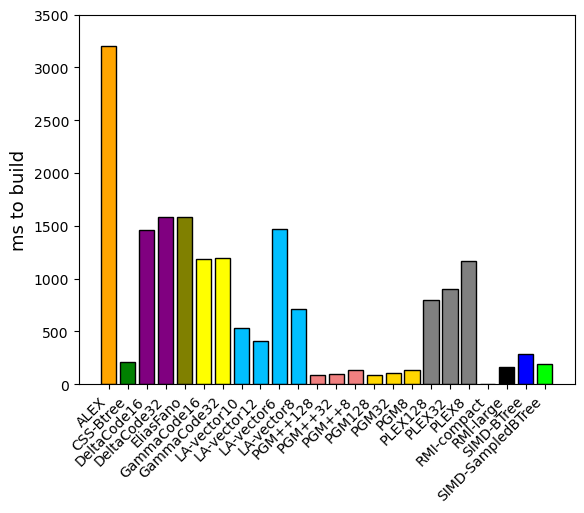 3500
3000
2500
2000
1500
1000
500
0
ms to build
ALEX
CSS-Btree
DeltaCode16
DeltaCode32
EliasFano
GammaCode16
GammaCode32
LA-vector10
LA-vector12
LA-vector6
LA-vector8
PGM++128
PGM++32
PGM++8
PGM128
PGM32
PGM8
PLEX128
PLEX32
PLEX8
RMI-compact
RMI-large
SIMD-BTree
SIMD-SampledBTree